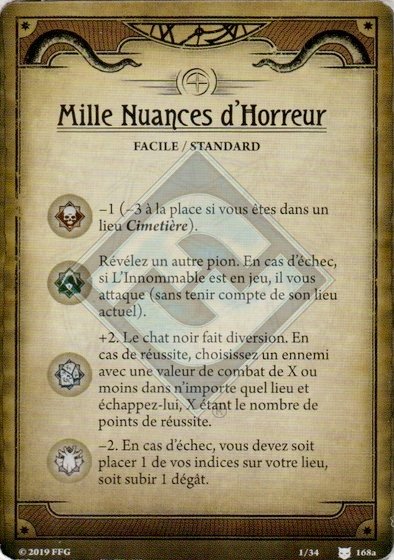 Mille Nuances d'Horreur
FACILE / STANDARD
–1 (–3 à la place si vous êtes dans un
lieu Cimetière).
Révélez un autre pion. En cas d'échec,
si L'Innommable est en jeu, il vous
attaque (sans tenir compte de son lieu
actuel).
+2. Le chat noir fait diversion. En
cas de réussite, choisissez un ennemi
avec une valeur de combat de X ou
moins dans n'importe quel lieu et
échappez-lui, X étant le nombre de
points de réussite.
–2. En cas d'échec, vous devez soit
placer 1 de vos indices sur votre lieu,
soit subir 1 dégât.
© 2019 FFG 1/34 168a